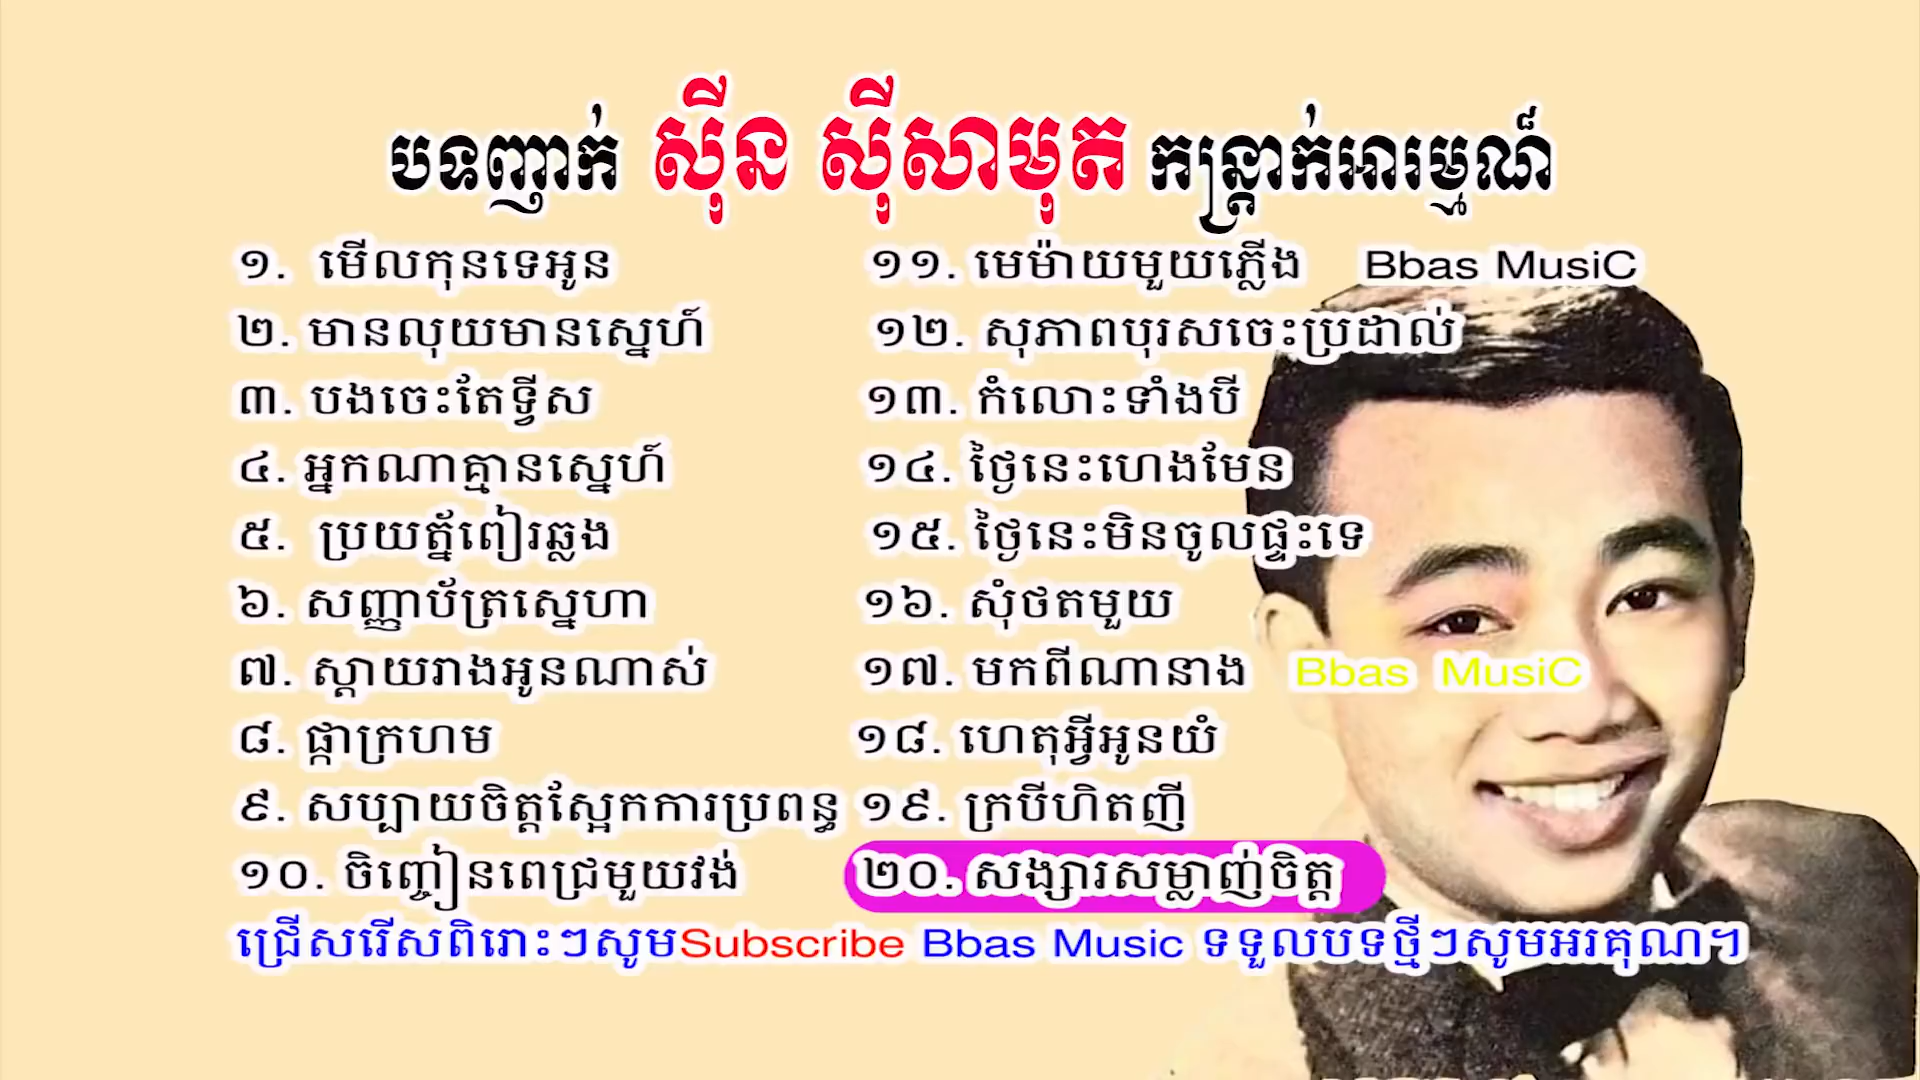 បទញាក់ ស៊ីន ស៊ីសាមុត កន្ត្រាក់អារម្មណ៍
១. មើលកុនទេអូន
២. មានលុយមានស្នេហ៍
៣. បងចេះតែទ្វីស
៤. អ្នកណាគ្មានស្នេហ៍
៥. ប្រយត្ន័ពៀរឆ្លង
៦. សញ្ញាប័ត្រស្នេហា
៧. ស្ដាយរាងអូនណាស់
៨. ផ្កាក្រហម
៩. សប្បាយចិត្តស្អែកការប្រពន្ធ
១០. ចិញ្ចៀនពេជ្រមួយវង់
១១. មេម៉ាយមួយភ្លើង Bbas MusiC
១២. សុភាពបុរសចេះប្រដាល់
១៣. កំលោះទាំងបី
១៤. ថ្ងៃនេះហេងមែន
១៥. ថ្ងៃនេះមិនចូលផ្ទះទេ
១៦. សុំថតមួយ
១៧. មកពីណានាង Bbas MusiC
១៨. ហេតុអ្វីអូនយំ
១៩. ក្របីហិតញី
២០. សង្សារសម្លាញ់ចិត្ត
ជ្រើសរើសពិរោះៗសូមSubscribe Bbas Music ទទួលបទថ្មីៗសូមអរគុណ។